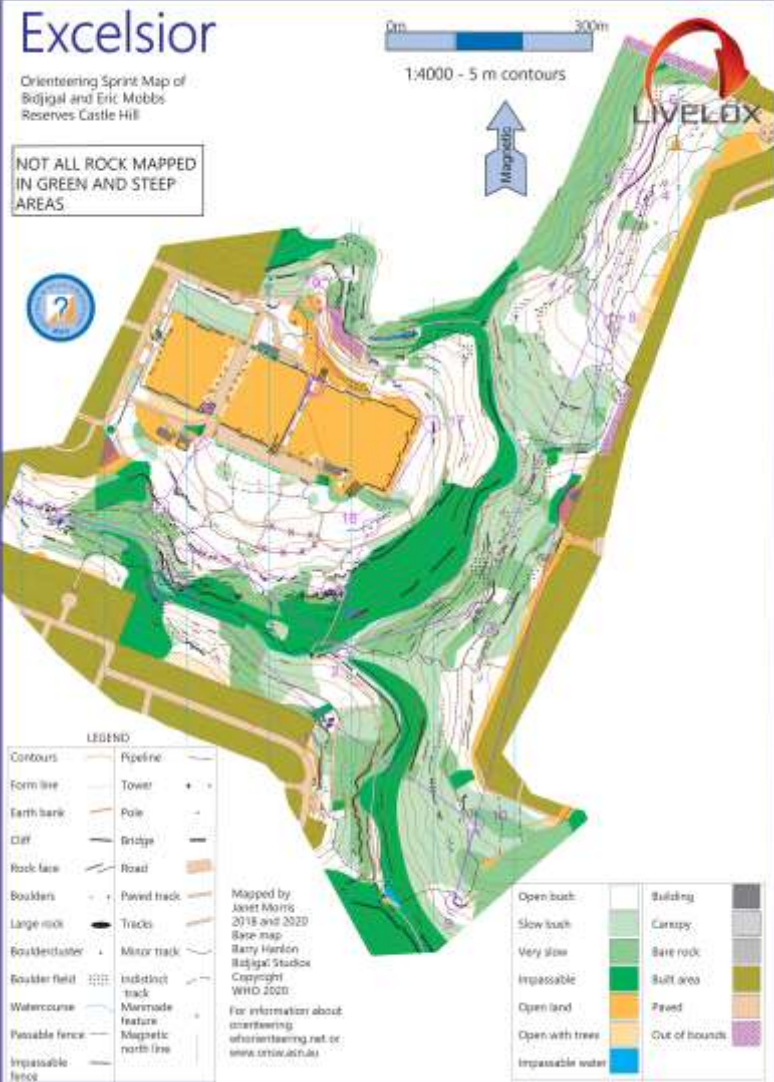 Excelsior
Orienteering Sprint Map of
Bidjigal and Eric Mobbs
Reserves Castle Hill
NOT ALL ROCK MAPPED
IN GREEN AND STEEP
AREAS
0m 300m
1:4000 - 5 m contours
Magnetic
LIVELOX
?
4
8
9
7
18
10
LEGEND
Contours
Form line
Earth bank
Cliff
Rock face
Boulders
Large rock
Bouldercluster
Boulder field
Watercourse
Passable fence
Impassable
fence
Pipeline
Tower
Pole
Bridge
Road
Paved track
Tracks
Minor track
Indistinct
track
Manmade
feature
Magnetic
north line
Mapped by
Janet Morris
2018 and 2020
Base map
Barry Hanlon
Bidjigal Studios
Copyright
WHO 2020
For information about
orienteering
whorienteering.net or
www.onsw.asn.au
Open bush
Slow bush
Very slow
Impassable
Open land
Open with trees
Impassable water
Building
Canopy
Bare rock
Built area
Paved
Out of bounds